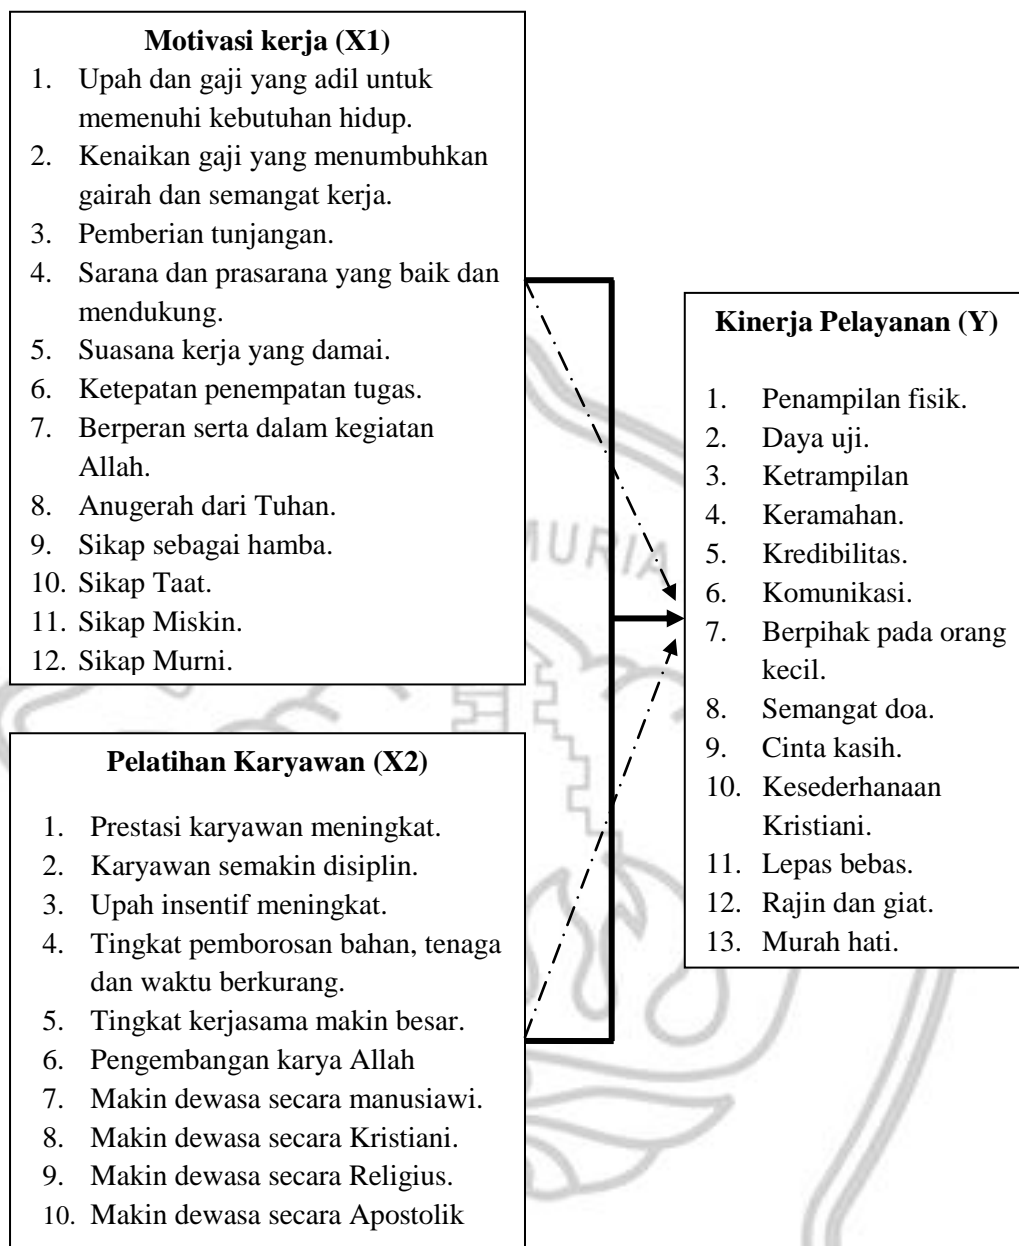 Motivasi kerja (X1)
1. Upah dan gaji yang adil untuk
memenuhi kebutuhan hidup.
2. Kenaikan gaji yang menumbuhkan
gairah dan semangat kerja.
3. Pemberian tunjangan.
4. Sarana dan prasarana yang baik dan
mendukung.
5. Suasana kerja yang damai.
6. Ketepatan penempatan tugas.
7. Berperan serta dalam kegiatan
Allah.
8. Anugerah dari Tuhan.
9. Sikap sebagai hamba.
10. Sikap Taat.
11. Sikap Miskin.
12. Sikap Murni.
Pelatihan Karyawan (X2)
1. Prestasi karyawan meningkat.
2. Karyawan semakin disiplin.
3. Upah insentif meningkat.
4. Tingkat pemborosan bahan, tenaga
dan waktu berkurang.
5. Tingkat kerjasama makin besar.
6. Pengembangan karya Allah
7. Makin dewasa secara manusiawi.
8. Makin dewasa secara Kristiani.
9. Makin dewasa secara Religius.
10. Makin dewasa secara Apostolik
Kinerja Pelayanan (Y)
1. Penampilan fisik.
2. Daya uji.
3. Ketrampilan
4. Keramahan.
5. Kredibilitas.
6. Komunikasi.
7. Berpihak pada orang
kecil.
8. Semangat doa.
9. Cinta kasih.
10. Kesederhanaan
Kristiani.
11. Lepas bebas.
12. Rajin dan giat.
13. Murah hati.
MURIA